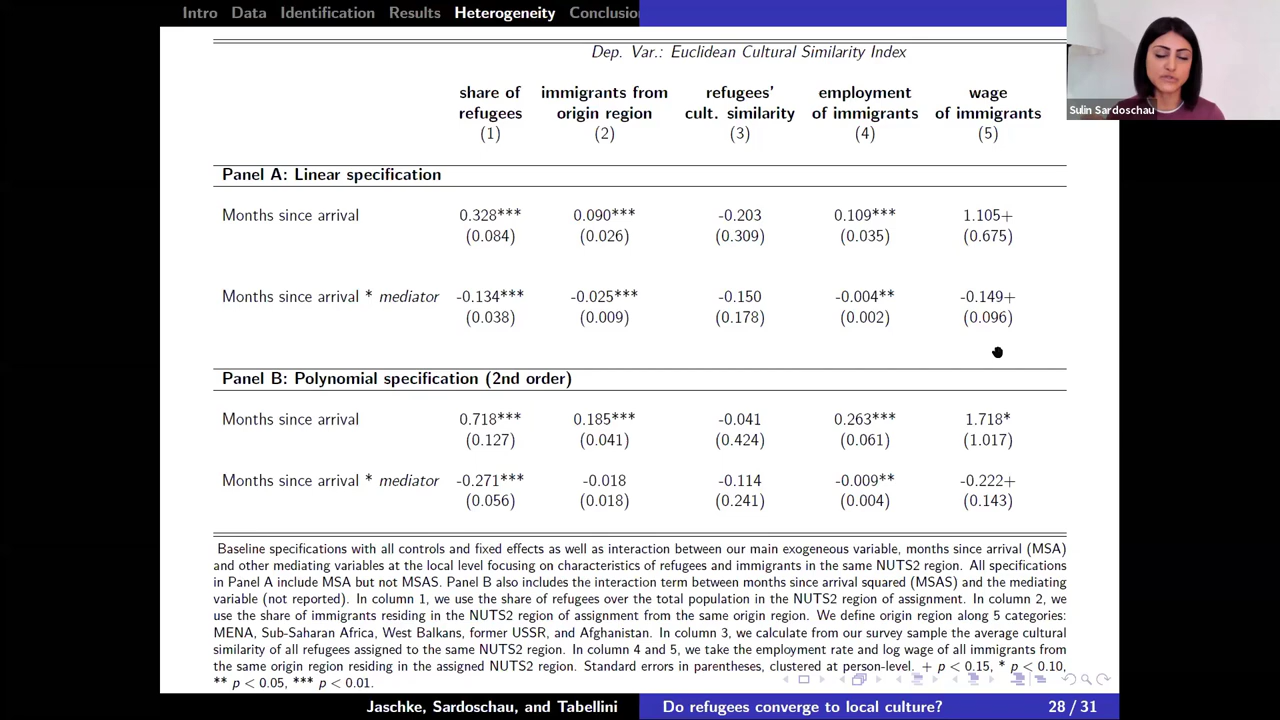 Intro Data Identification Results Heterogeneity Conclusion
Dep. Var.: Euclidean Cultural Similarity Index
share of immigrants from refugees' employment wage
refugees origin region cult. similarity of immigrants of immigrants
(1) (2) (3) (4) (5)
Panel A: Linear specification
Months since arrival 0.328*** 0.090*** -0.203 0.109*** 1.105+
(0.084) (0.026) (0.309) (0.035) (0.675)
Months since arrival * mediator -0.134*** -0.025*** -0.150 -0.004** -0.149+
(0.038) (0.009) (0.178) (0.002) (0.096)
Panel B: Polynomial specification (2nd order)
Months since arrival 0.718*** 0.185*** -0.041 0.263*** 1.718*
(0.127) (0.041) (0.424) (0.061) (1.017)
Months since arrival * mediator -0.271*** -0.018 -0.114 -0.009** -0.222+
(0.056) (0.018) (0.241) (0.004) (0.143)
Baseline specifications with all controls and fixed effects as well as interaction between our main exogeneous variable, months since arrival (MSA)
and other mediating variables at the local level focusing on characteristics of refugees and immigrants in the same NUTS2 region. All specifications
in Panel A include MSA but not MSAS. Panel B also includes the interaction term between months since arrival squared (MSAS) and the mediating
variable (not reported). In column 1, we use the share of refugees over the total population in the NUTS2 region of assignment. In column 2, we
use the share of immigrants residing in the NUTS2 region of assignment from the same origin region. We define origin region along 5 categories:
MENA, Sub-Saharan Africa, West Balkans, former USSR, and Afghanistan. In column 3, we calculate from our survey sample the average cultural
similarity of all refugees assigned to the same NUTS2 region. In column 4 and 5, we take the employment rate and log wage of all immigrants from
the same origin region residing in the assigned NUTS2 region. Standard errors in parentheses, clustered at person-level. + p < 0.15, * p < 0.10,
** p < 0.05, *** p < 0.01.
Jaschke, Sardoschau, and Tabellini Do refugees converge to local culture? 28 / 31
Sulin Sardoschau